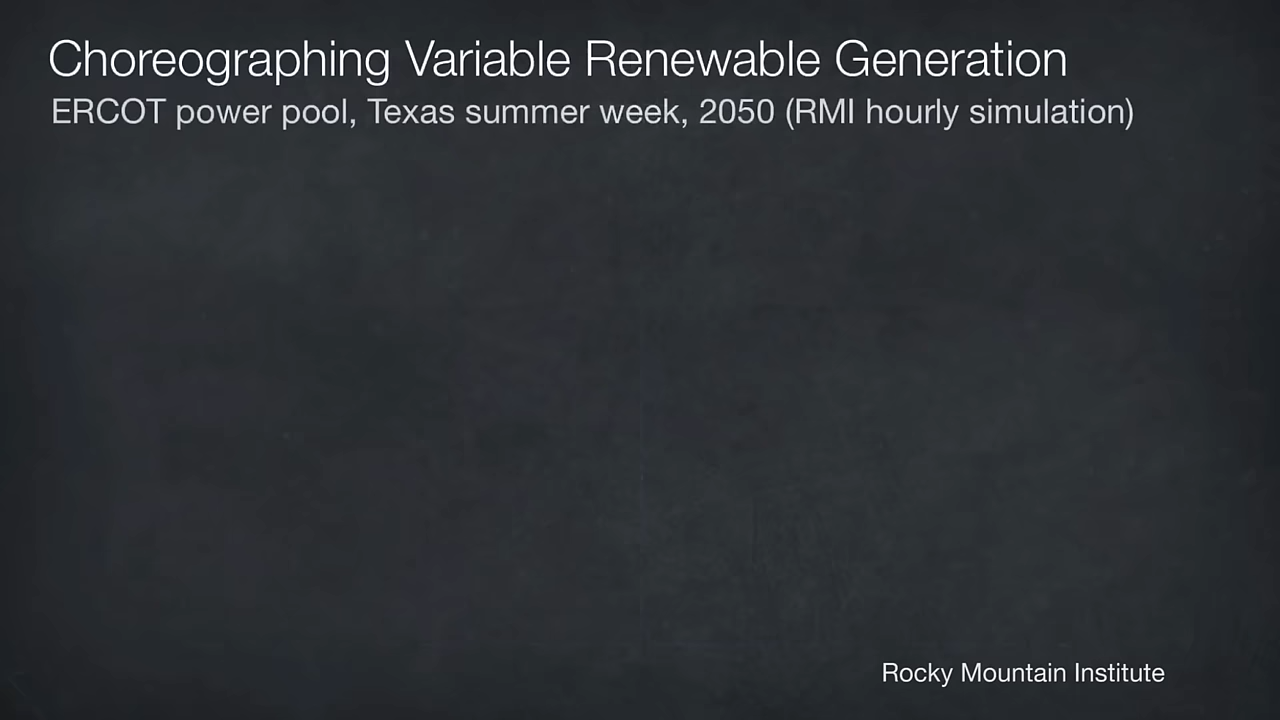 Choreographing Variable Renewable Generation
ERCOT power pool, Texas summer week, 2050 (RMI hourly simulation)
Rocky Mountain Institute